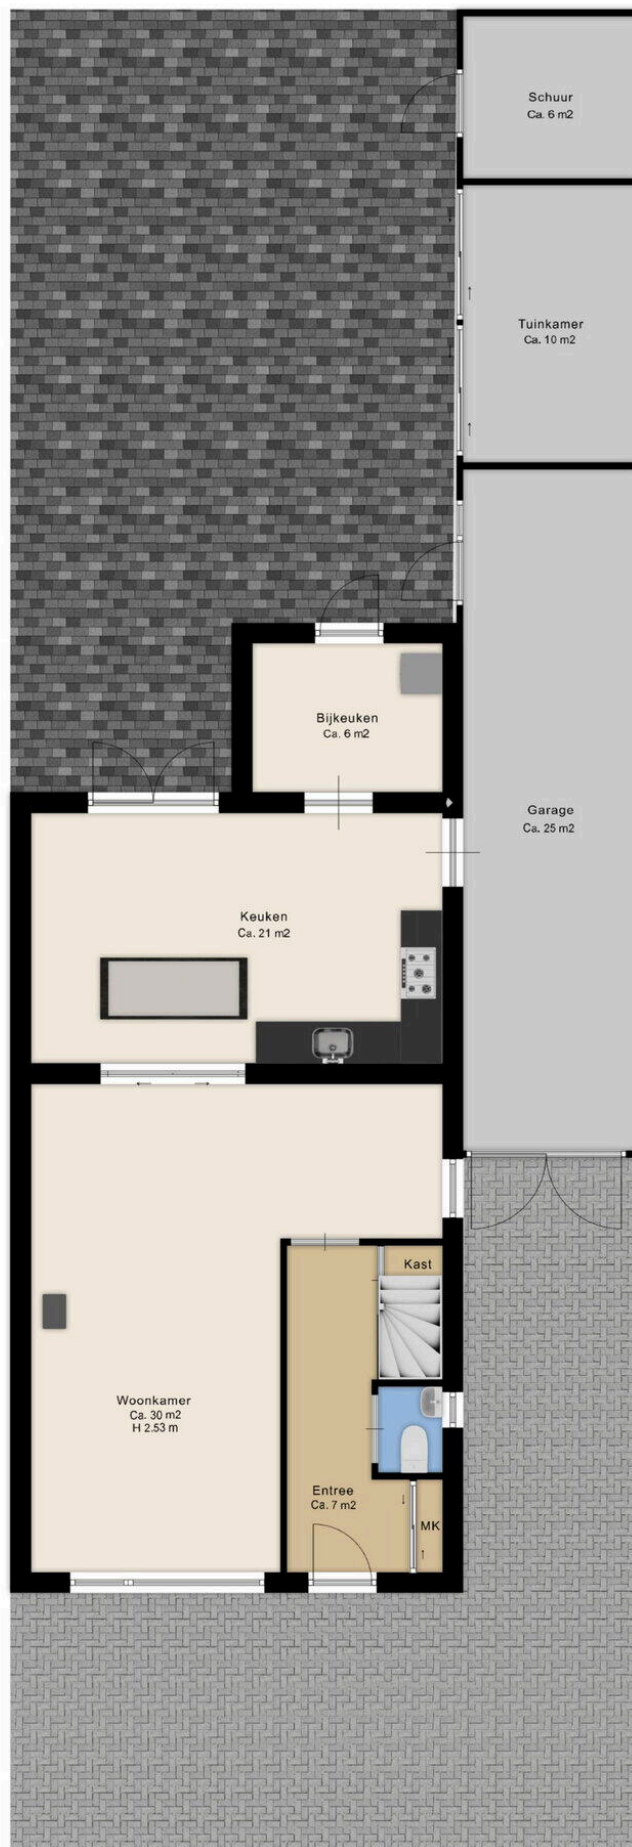 Schuur
Ca. 6 m2
Tuinkamer
Ca. 10 m2
Bijkeuken
Ca. 6 m2
Garage
Ca. 25 m2
Keuken
Ca. 21 m2
Kast
Woonkamer
Ca. 30 m2
H 2.53 m
Entree
Ca. 7 m2
MK